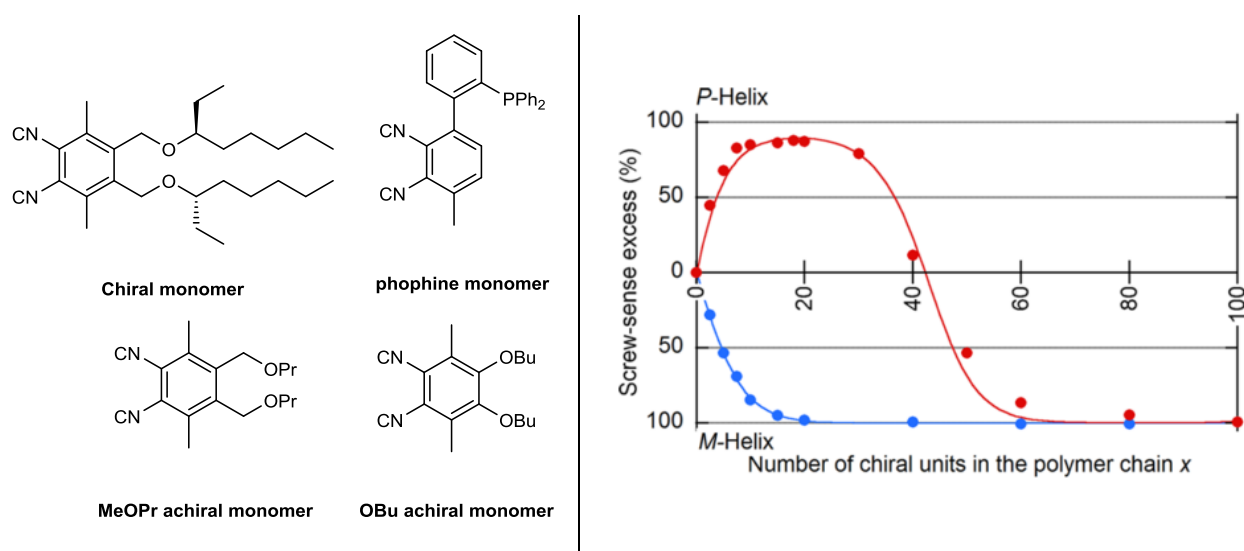 CN
CN
O
O
Chiral monomer
PPh2
CN
CN
phophine monomer
CN
CN
OPr
OPr
MeOPr achiral monomer
CN
CN
OBu
OBu
OBu achiral monomer
P-Helix
100
50
0
50
100
0
20
40
60
80
100
Screw-sense excess (%)
M-Helix
Number of chiral units in the polymer chain x